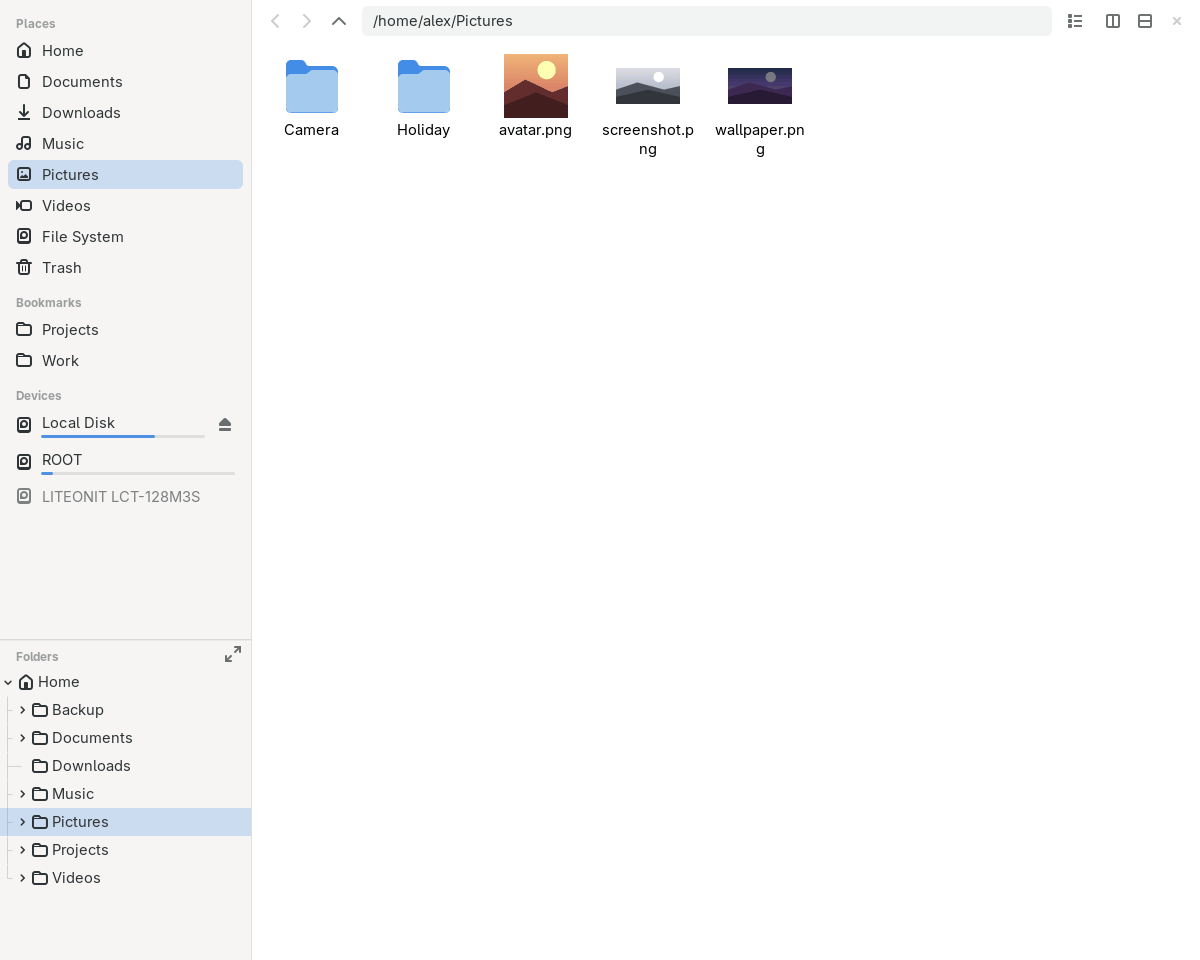 Places
Home
Documents
Downloads
Music
Pictures
Videos
File System
Trash
Bookmarks
Projects
Work
Devices
Local Disk
ROOT
LITEONIT LCT-128M3S
Folders
Home
Backup
Documents
Downloads
Music
Pictures
Projects
Videos
/home/alex/Pictures
Camera
Holiday
avatar.png
screenshot.p
ng
wallpaper.pn
g